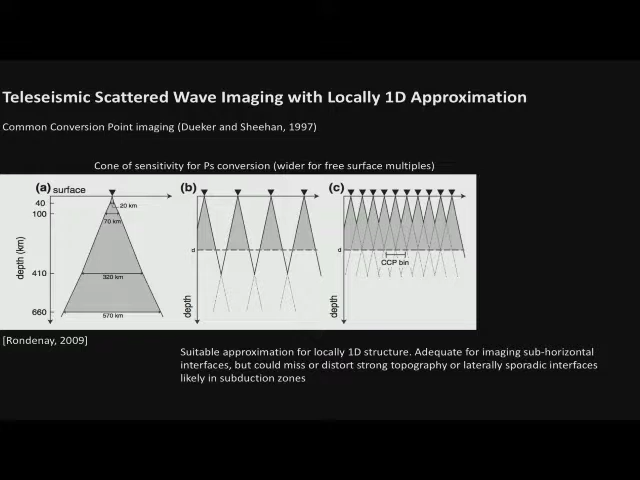 Teleseismic Scattered Wave Imaging with Locally 1D Approximation
Common Conversion Point imaging (Dueker and Sheehan, 1997)
Cone of sensitivity for Ps conversion (wider for free surface multiples)
(a) surface
40
100
410
660
depth (km)
20 km
70 km
320 km
570 km
(b)
d
depth
(c)
d
CCP bin
depth
[Rondenay, 2009]
Suitable approximation for locally 1D structure. Adequate for imaging sub-horizontal
interfaces, but could miss or distort strong topography or laterally sporadic interfaces
likely in subduction zones